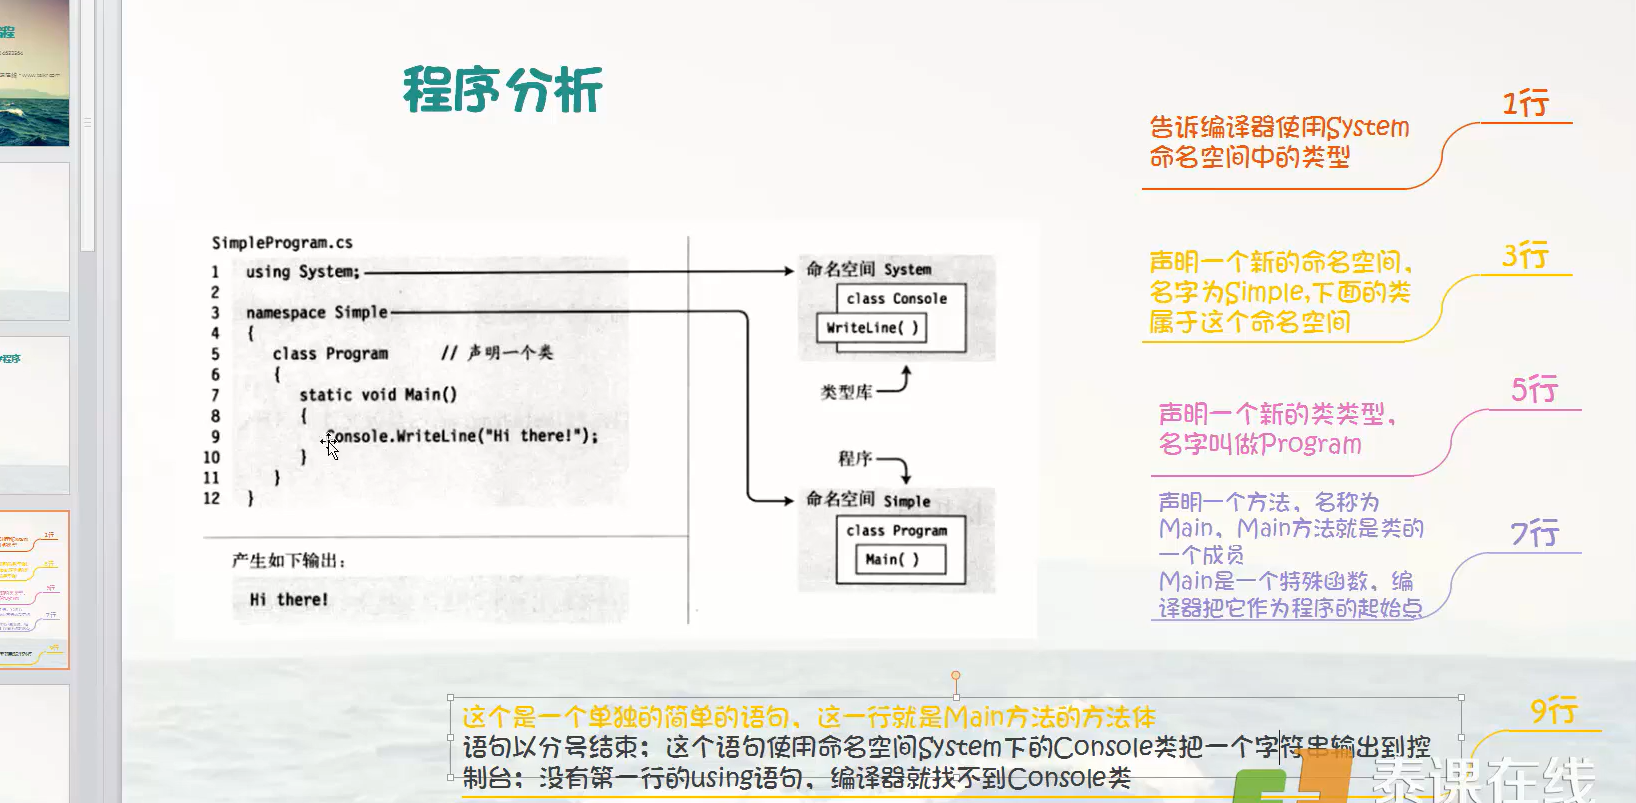 程序分析
SimpleProgram.cs
1 using System;
2
3 namespace Simple
4 {
5 class Program // 声明一个类
6 {
7 static void Main()
8 {
9 Console.WriteLine("Hi there!");
10 }
11 }
12 }
产生如下输出：
Hi there!
命名空间 System
class Console
WriteLine( )
类型库
程序
命名空间 Simple
class Program
Main( )
1行
告诉编译器使用System
命名空间中的类型
3行
声明一个新的命名空间，
名字为Simple,下面的类
属于这个命名空间
5行
声明一个新的类类型，
名字叫做Program
7行
声明一个方法，名称为
Main，Main方法就是类的
一个成员
Main是一个特殊函数，编
译器把它作为程序的起始点
9行
这个是一个单独的简单的语句，这一行就是Main方法的方法体
语句以分号结束；这个语句使用命名空间System下的Console类把一个字符串输出到控
制台；没有第一行的using语句，编译器就找不到Console类
泰课在线